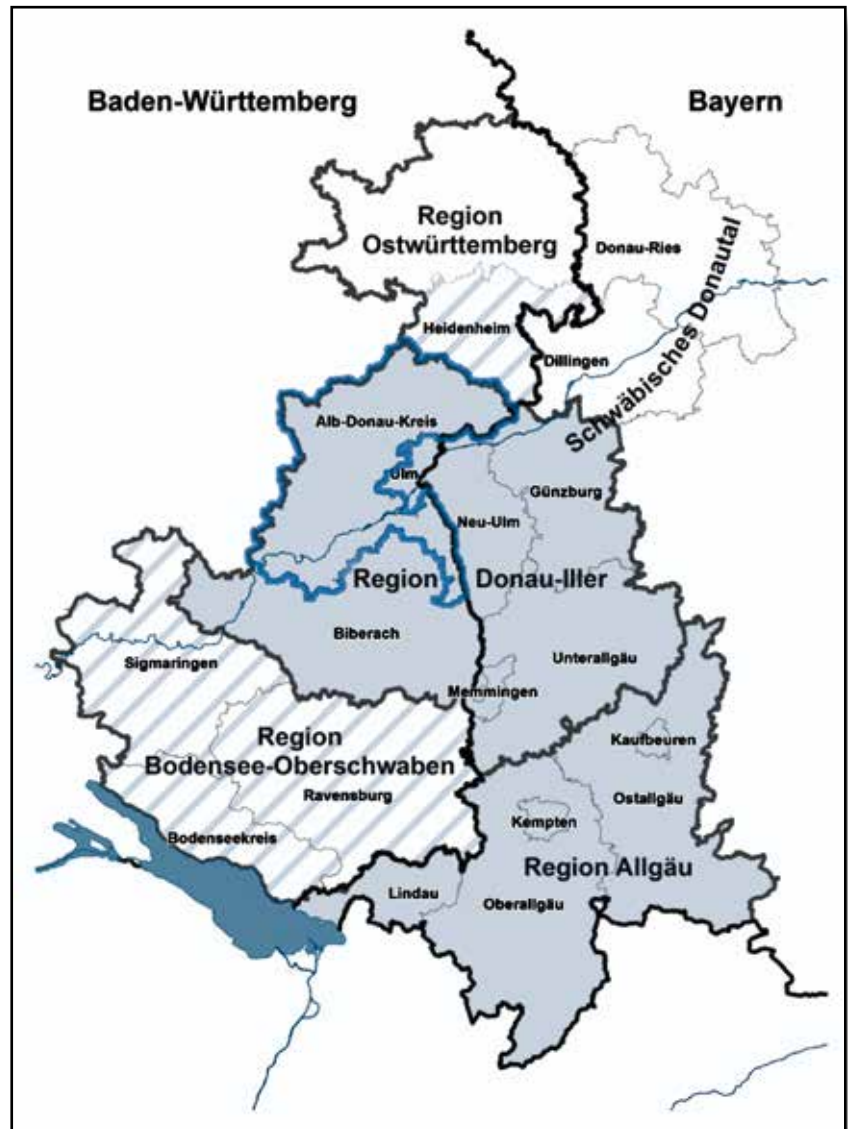 Baden-Württemberg
Bayern
Region
Ostwürttemberg
Donau-Ries
Schwäbisches Donautal
Heidenheim
Dillingen
Alb-Donau-Kreis
Ulm
Günzburg
Neu-Ulm
Region Donau-Iller
Biberach
Unterallgäu
Sigmaringen
Memmingen
Region
Bodensee-Oberschwaben
Kaufbeuren
Ravensburg
Ostallgäu
Kempten
Bodenseekreis
Region Allgäu
Lindau
Oberallgäu